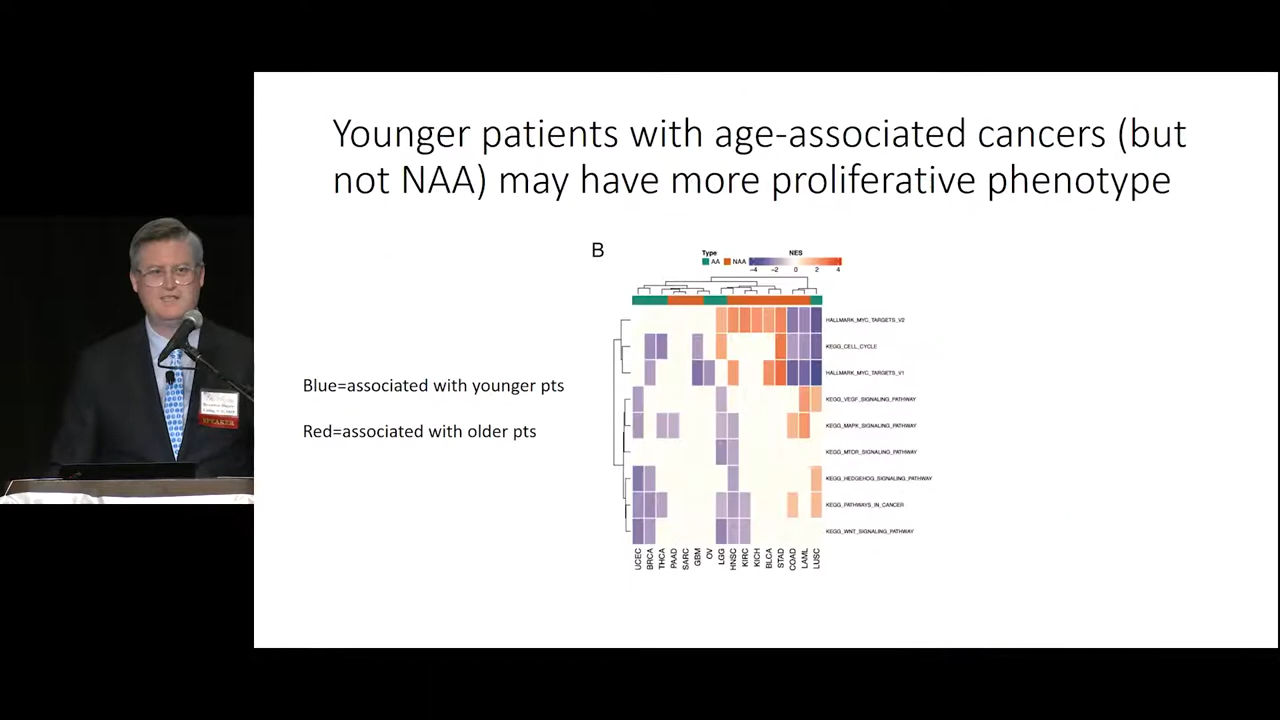 Younger patients with age-associated cancers (but
not NAA) may have more proliferative phenotype
B
Type
AA NAA
NES
−4 −2 0 2 4
HALLMARK_MYC_TARGETS_V2
KEGG_CELL_CYCLE
HALLMARK_MYC_TARGETS_V1
Blue=associated with younger pts
KEGG_VEGF_SIGNALING_PATHWAY
KEGG_MAPK_SIGNALING_PATHWAY
Red=associated with older pts
KEGG_MTOR_SIGNALING_PATHWAY
KEGG_HEDGEHOG_SIGNALING_PATHWAY
KEGG_PATHWAYS_IN_CANCER
KEGG_WNT_SIGNALING_PATHWAY
UCEC
BRCA
THCA
PAAD
SARC
GBM
OV
LGG
HNSC
KIRC
KICH
BLCA
STAD
COAD
LAML
LUSC
SPEAKER